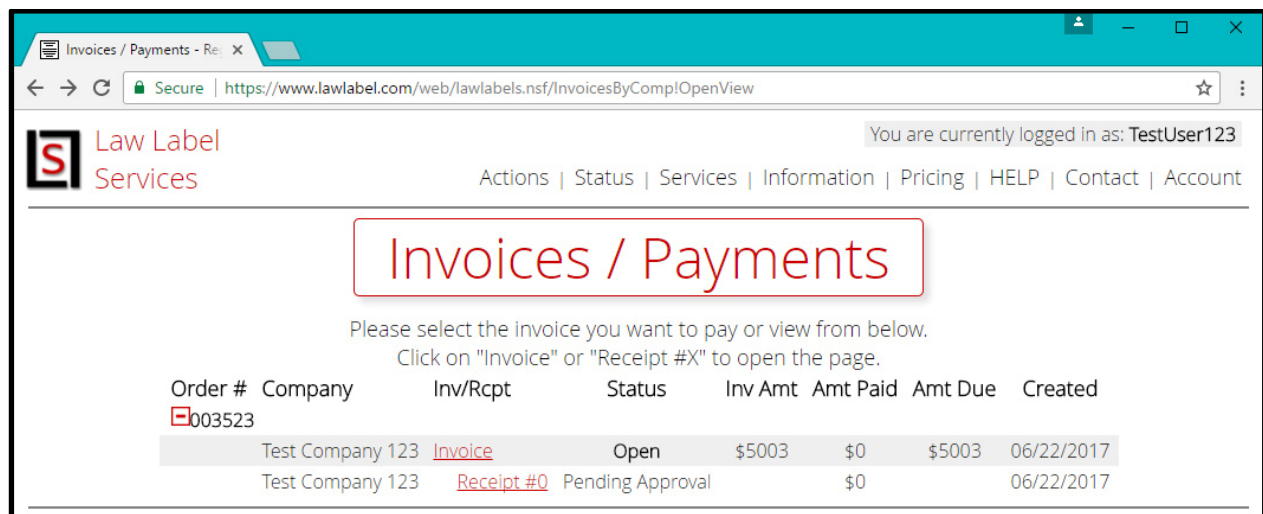 Invoices / Payments - Re
Secure | https://www.lawlabel.com/web/lawlabels.nsf/InvoicesByComp!OpenView
LS Law Label
Services
You are currently logged in as: TestUser123
Actions | Status | Services | Information | Pricing | HELP | Contact | Account
Invoices / Payments
Please select the invoice you want to pay or view from below.
Click on "Invoice" or "Receipt #X" to open the page.
Order # Company Inv/Rcpt Status Inv Amt Amt Paid Amt Due Created
003523
Test Company 123 Invoice Open $5003 $0 $5003 06/22/2017
Test Company 123 Receipt #0 Pending Approval $0 06/22/2017